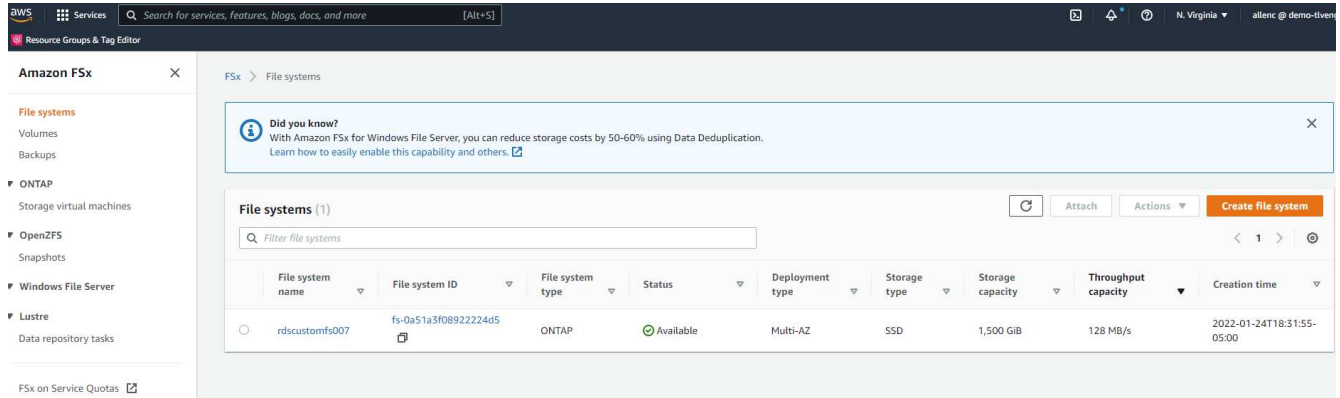 aws Services Search for services, features, blogs, docs, and more [Alt+S] N. Virginia ▼ allenc @ demo-tlveng
Resource Groups & Tag Editor
Amazon FSx
File systems
Volumes
Backups
ONTAP
Storage virtual machines
OpenZFS
Snapshots
Windows File Server
Lustre
Data repository tasks
FSx on Service Quotas
FSx > File systems
Did you know?
With Amazon FSx for Windows File Server, you can reduce storage costs by 50-60% using Data Deduplication.
Learn how to easily enable this capability and others.
File systems (1) Attach Actions ▼ Create file system
Filter file systems < 1 >
File system name File system ID File system type Status Deployment type Storage type Storage capacity Throughput capacity Creation time
rdscustomfs007 fs-0a51a3f08922224d5 ONTAP Available Multi-AZ SSD 1,500 GiB 128 MB/s 2022-01-24T18:31:55-05:00